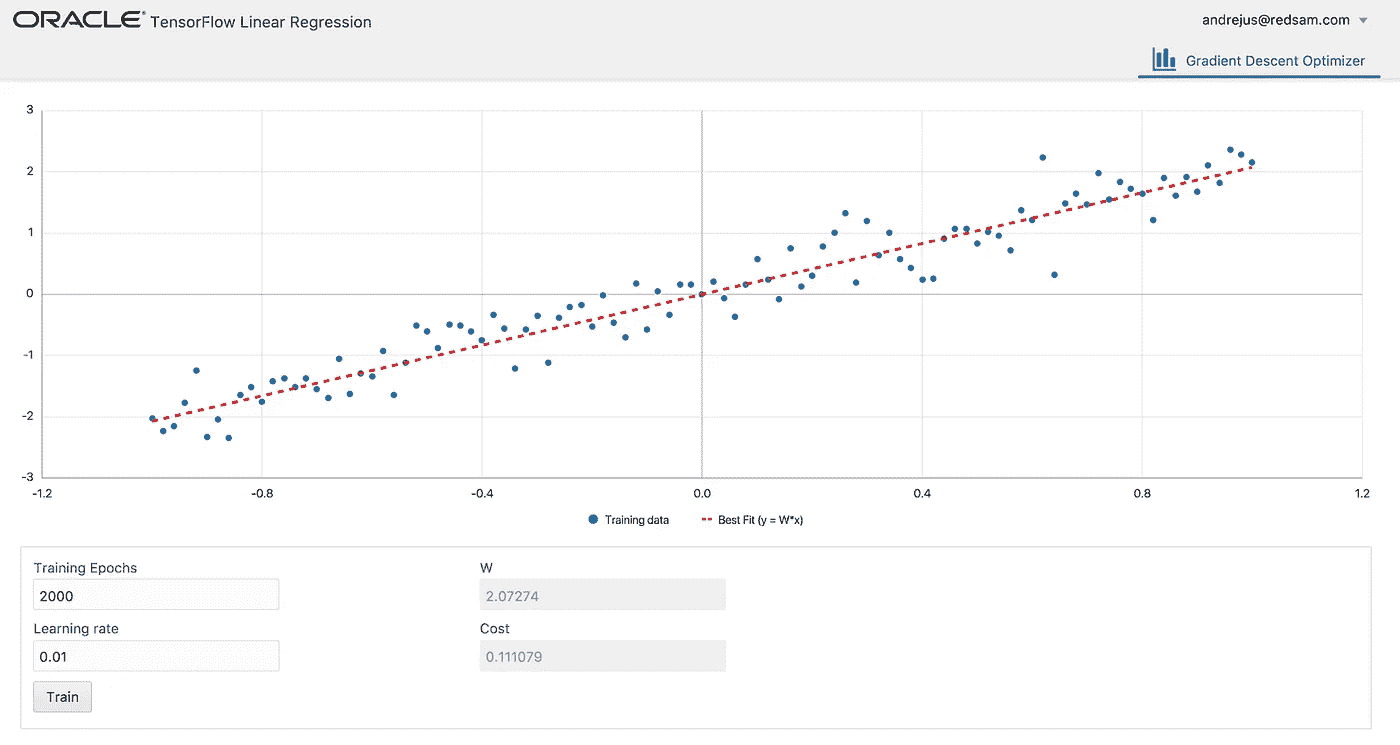 ORACLE® TensorFlow Linear Regression
andrejus@redsam.com
Gradient Descent Optimizer
3
2
1
0
-1
-2
-3
-1.2 -0.8 -0.4 0.0 0.4 0.8 1.2
Training data Best Fit (y = W*x)
Training Epochs W
2000 2.07274
Learning rate Cost
0.01 0.111079
Train